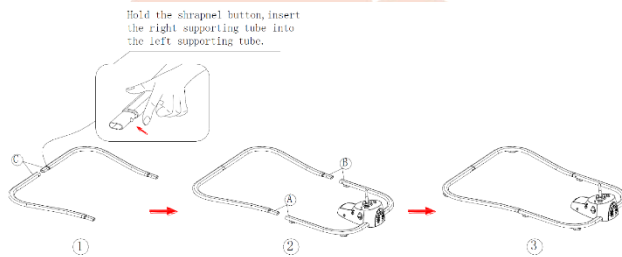 Hold the shrapnel button, insert
the right supporting tube into
the left supporting tube.
C
B
A
1
2
3